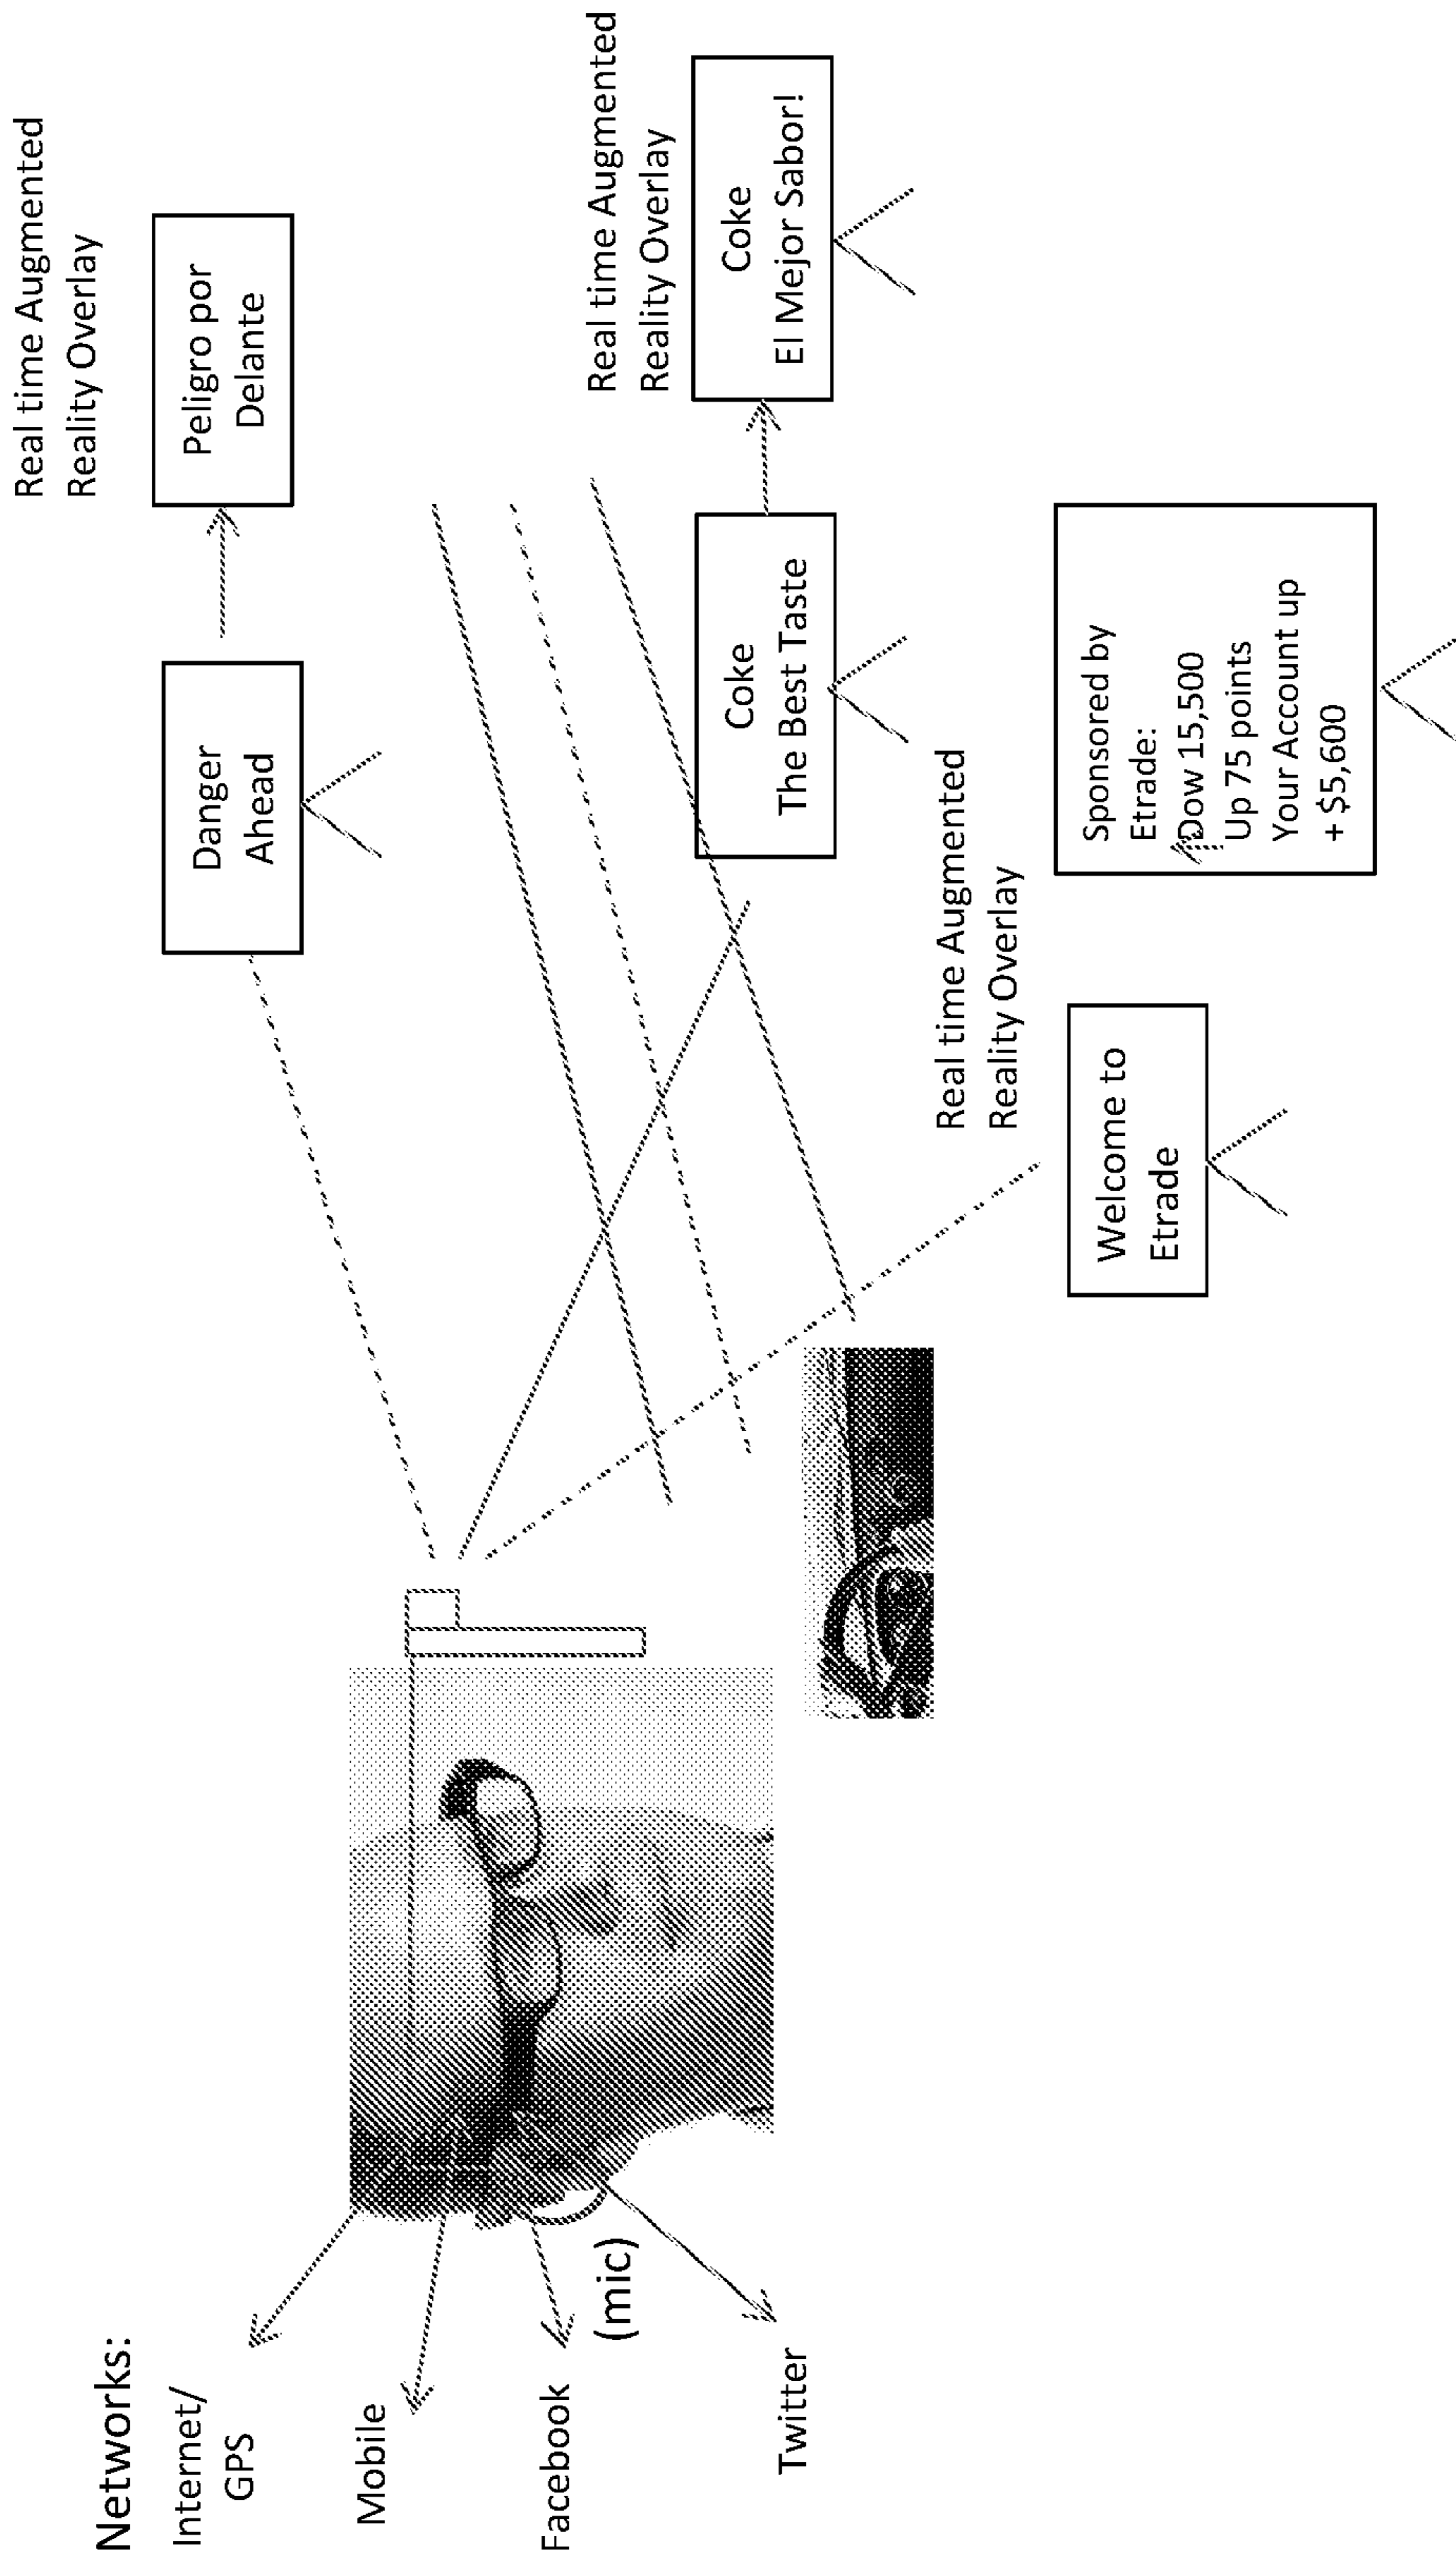 Networks:
Internet/
GPS
Mobile
Facebook
(mic)
Twitter
Danger
Ahead
Real time Augmented
Reality Overlay
Peligro por
Delante
Coke
The Best Taste
Real time Augmented
Reality Overlay
Coke
El Mejor Sabor!
Welcome to
Etrade
Real time Augmented
Reality Overlay
Sponsored by
Etrade:
Dow 15,500
Up 75 points
Your Account up
+ $5,600